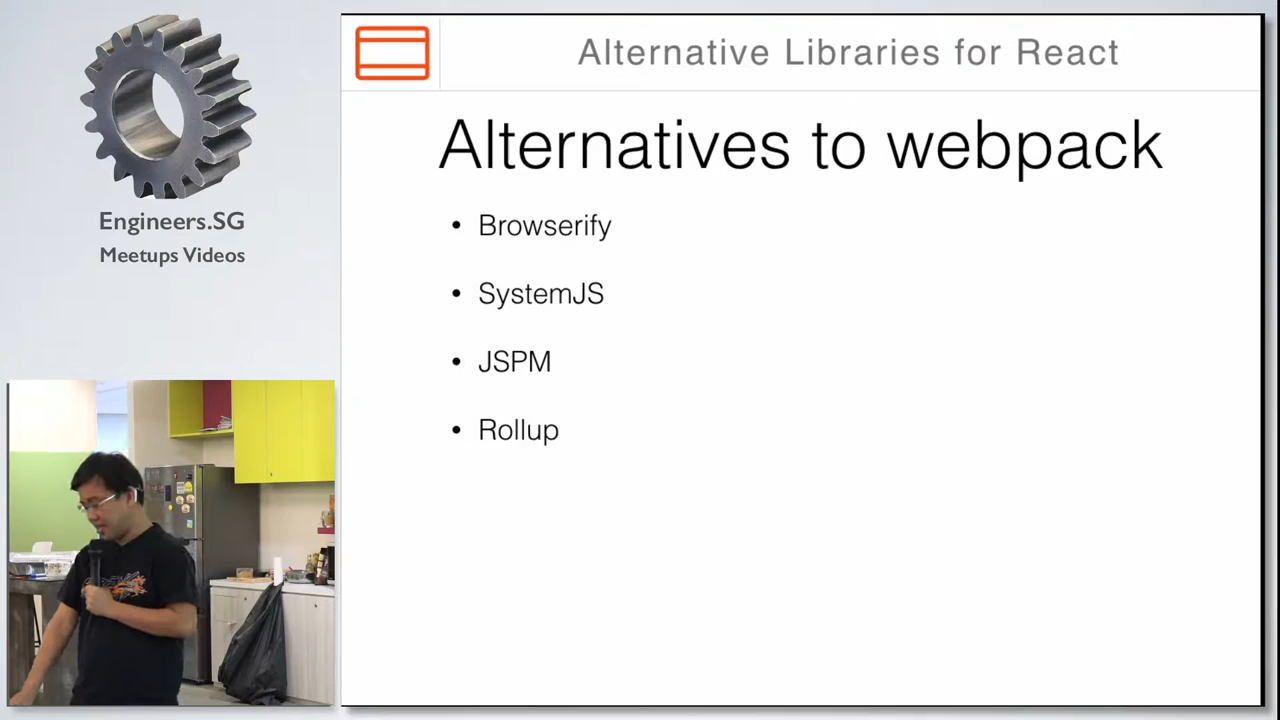 Engineers.SG
Meetups Videos
Alternative Libraries for React
Alternatives to webpack
• Browserify
• SystemJS
• JSPM
• Rollup